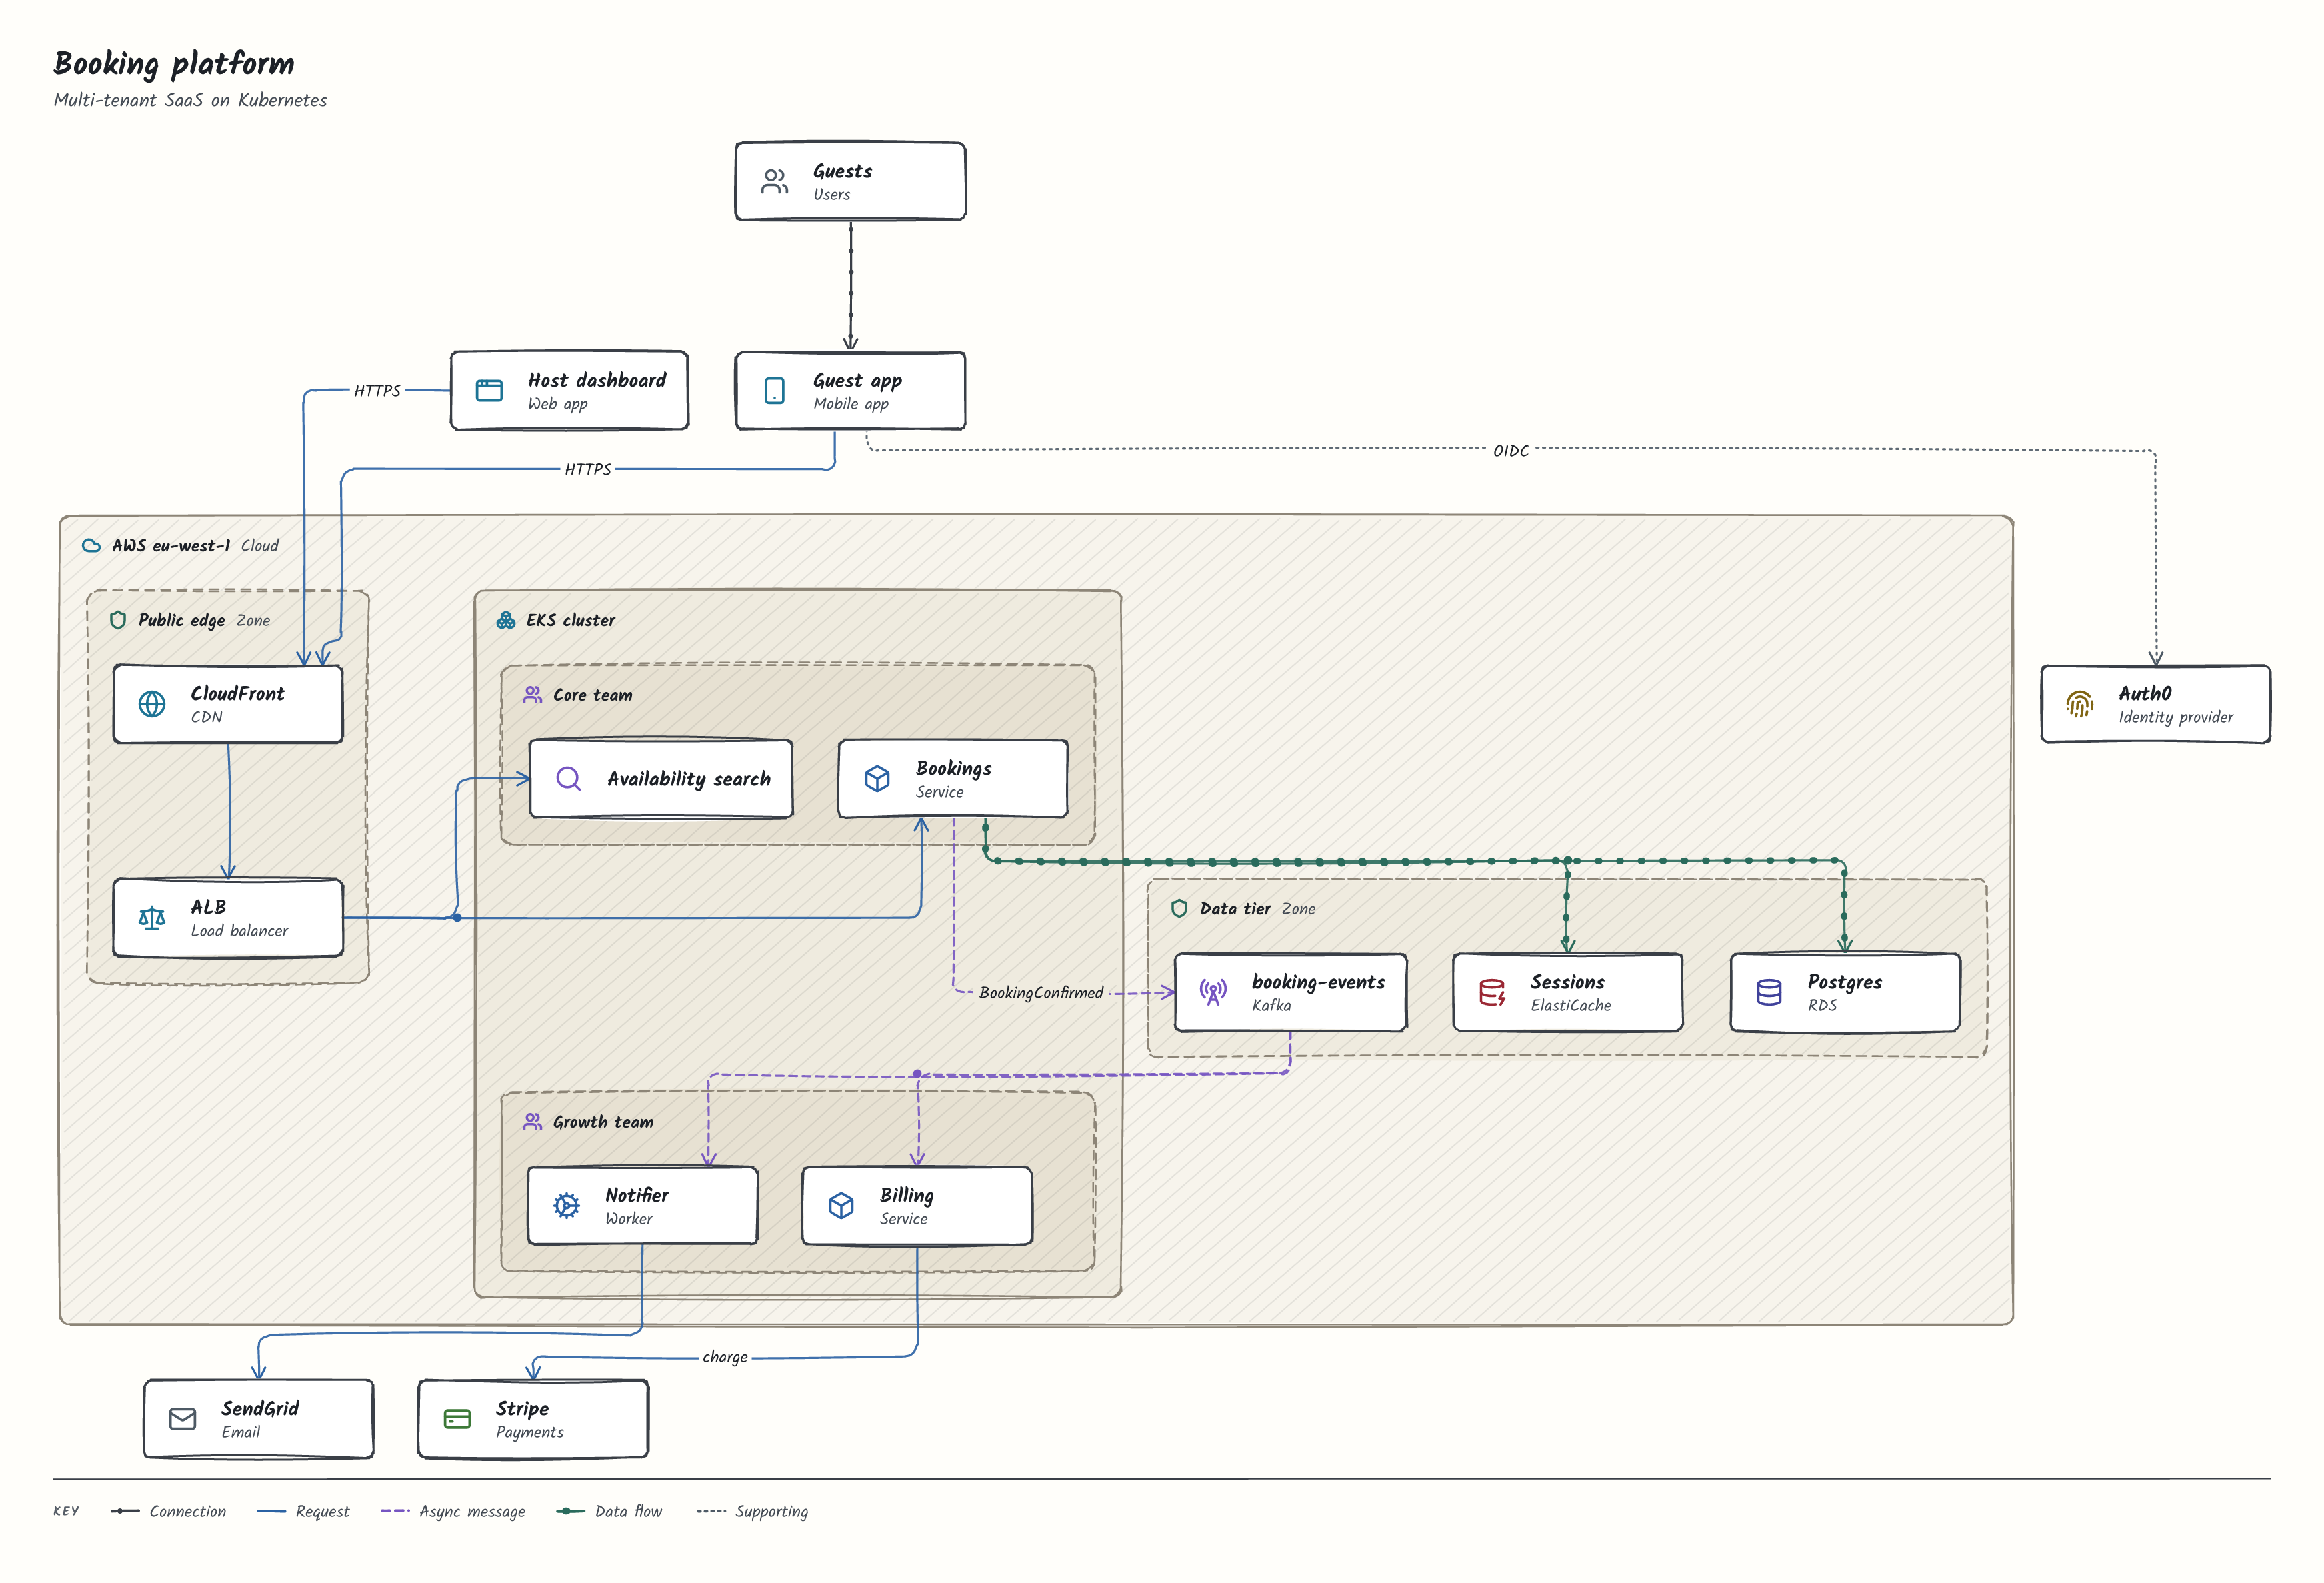 Booking platform
Multi-tenant SaaS on Kubernetes
Guests
Users
Host dashboard
Web app
Guest app
Mobile app
HTTPS
HTTPS
OIDC
AWS eu-west-1 Cloud
Public edge Zone
EKS cluster
Core team
CloudFront
CDN
Auth0
Identity provider
Availability search
Bookings
Service
ALB
Load balancer
Data tier Zone
BookingConfirmed
booking-events
Kafka
Sessions
ElastiCache
Postgres
RDS
Growth team
Notifier
Worker
Billing
Service
charge
SendGrid
Email
Stripe
Payments
KEY Connection Request Async message Data flow Supporting